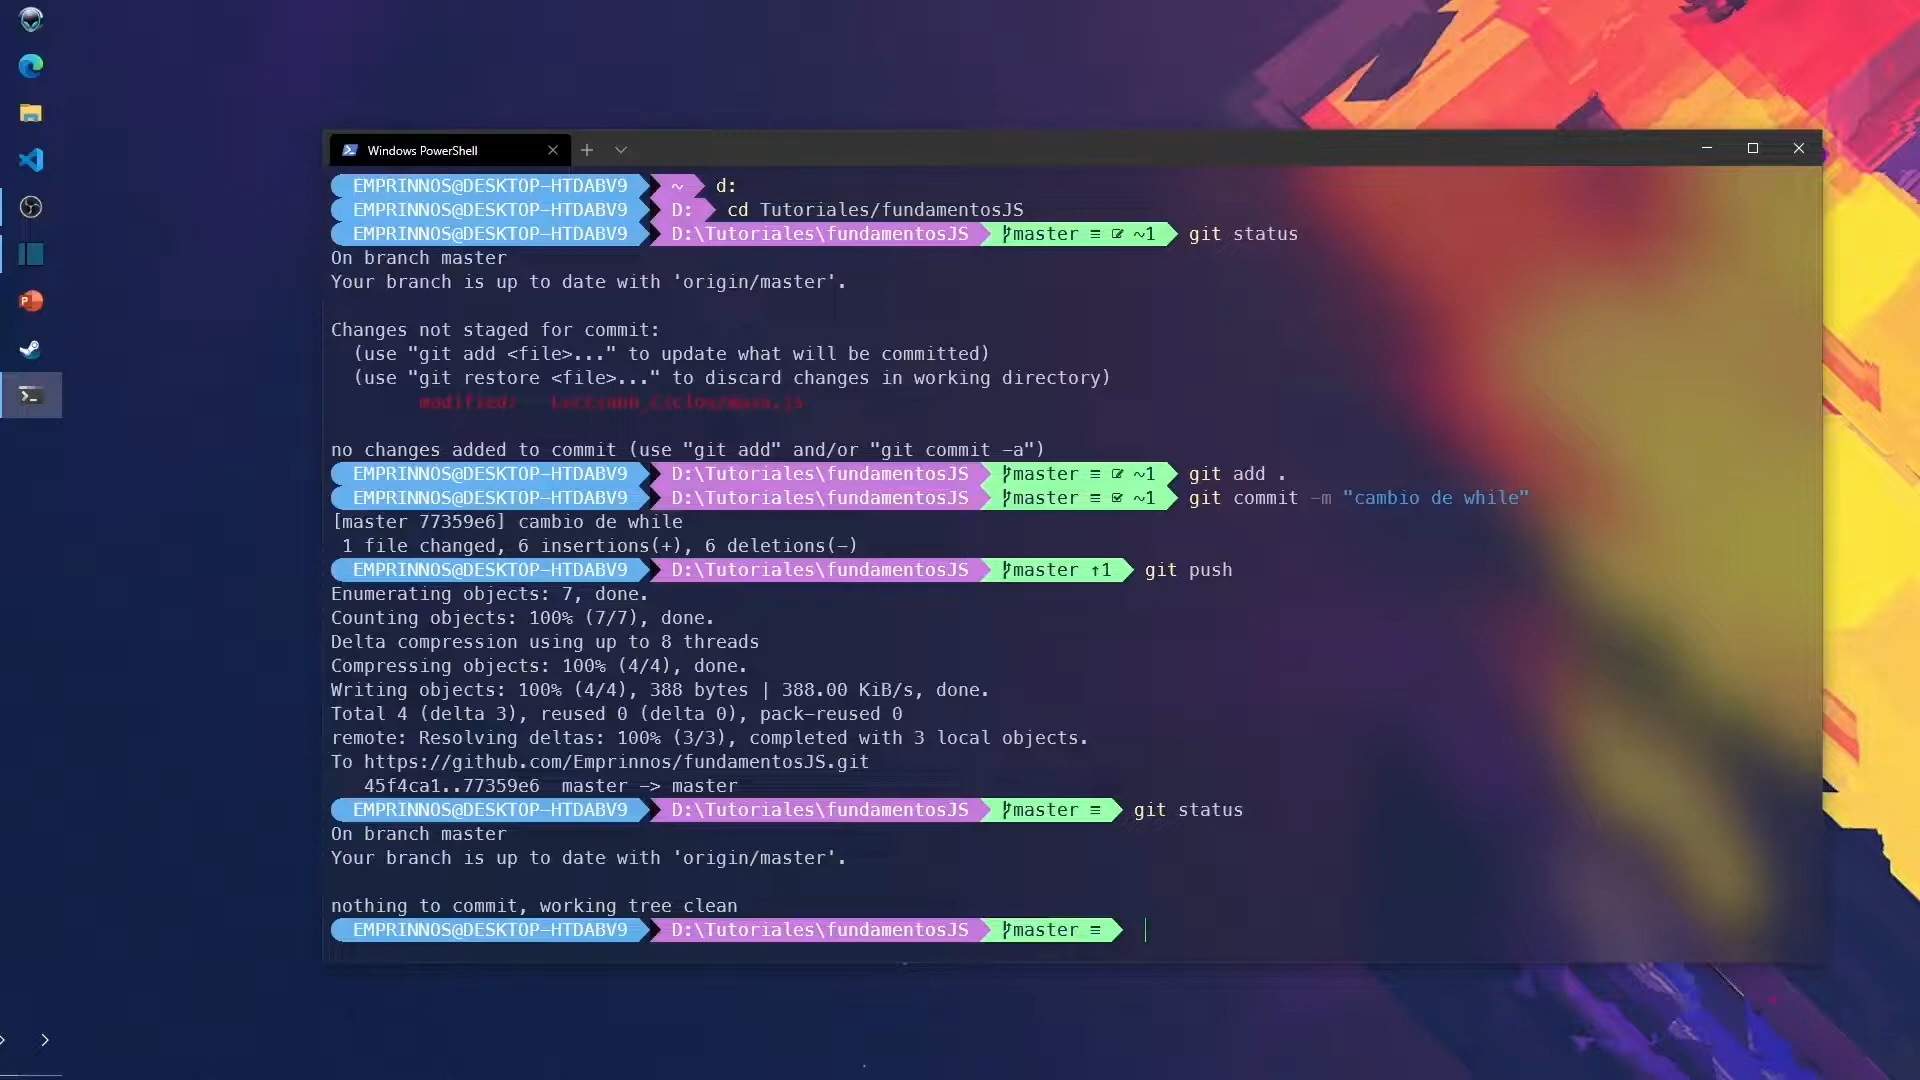 Windows PowerShell
EMPRINNOS@DESKTOP-HTDABV9 ~ d:
EMPRINNOS@DESKTOP-HTDABV9 D: cd Tutoriales/fundamentosJS
EMPRINNOS@DESKTOP-HTDABV9 D:\Tutoriales\fundamentosJS master ≡ ~1 git status
On branch master
Your branch is up to date with 'origin/master'.
Changes not staged for commit:
(use "git add <file>..." to update what will be committed)
(use "git restore <file>..." to discard changes in working directory)
modified:
no changes added to commit (use "git add" and/or "git commit -a")
EMPRINNOS@DESKTOP-HTDABV9 D:\Tutoriales\fundamentosJS master ≡ ~1 git add .
EMPRINNOS@DESKTOP-HTDABV9 D:\Tutoriales\fundamentosJS master ≡ ~1 git commit -m "cambio de while"
[master 77359e6] cambio de while
1 file changed, 6 insertions(+), 6 deletions(-)
EMPRINNOS@DESKTOP-HTDABV9 D:\Tutoriales\fundamentosJS master ↑1 git push
Enumerating objects: 7, done.
Counting objects: 100% (7/7), done.
Delta compression using up to 8 threads
Compressing objects: 100% (4/4), done.
Writing objects: 100% (4/4), 388 bytes | 388.00 KiB/s, done.
Total 4 (delta 3), reused 0 (delta 0), pack-reused 0
remote: Resolving deltas: 100% (3/3), completed with 3 local objects.
To https://github.com/Emprinnos/fundamentosJS.git
45f4ca1..77359e6 master -> master
EMPRINNOS@DESKTOP-HTDABV9 D:\Tutoriales\fundamentosJS master ≡ git status
On branch master
Your branch is up to date with 'origin/master'.
nothing to commit, working tree clean
EMPRINNOS@DESKTOP-HTDABV9 D:\Tutoriales\fundamentosJS master ≡